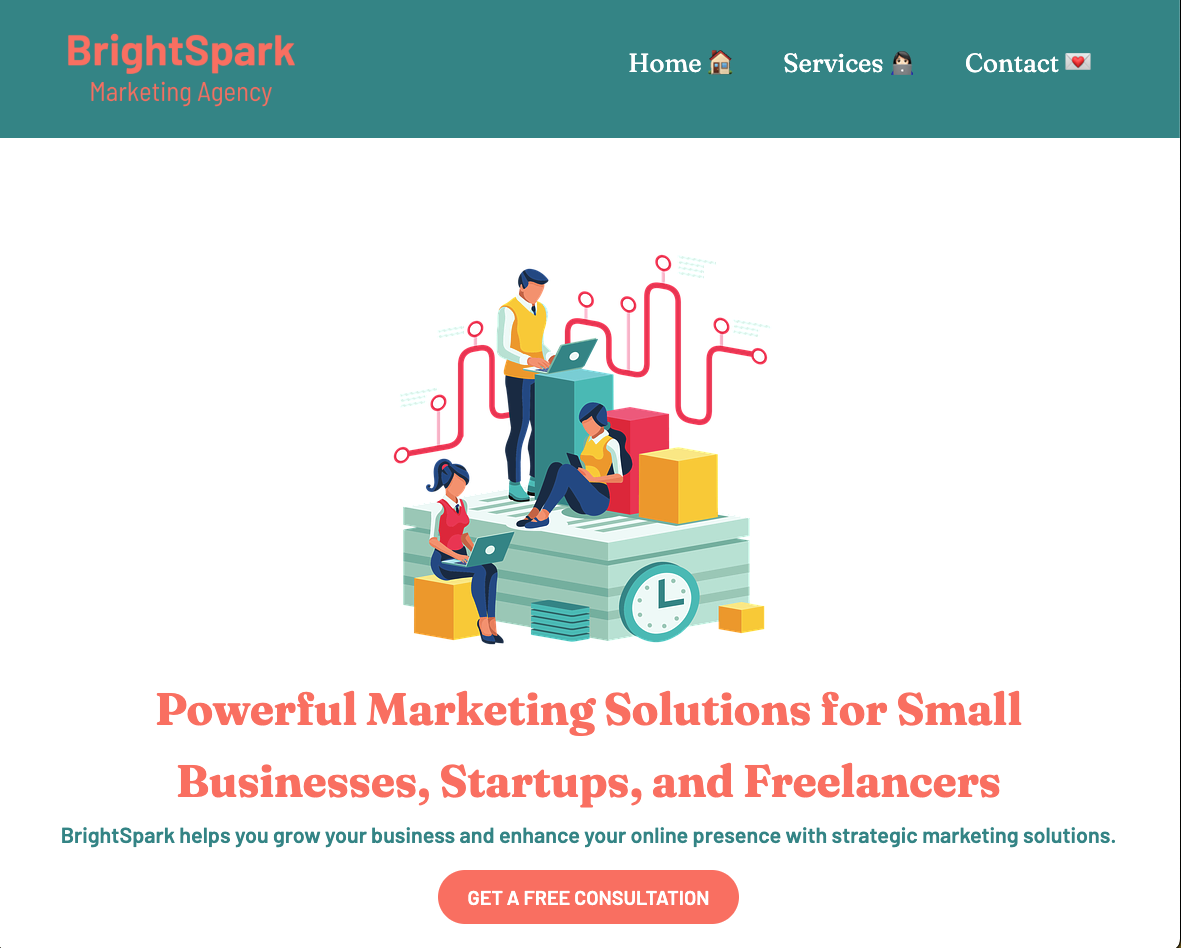 BrightSpark
Marketing Agency
Home 🏠 Services 👩🏻‍💻 Contact 💌
Powerful Marketing Solutions for Small
Businesses, Startups, and Freelancers
BrightSpark helps you grow your business and enhance your online presence with strategic marketing solutions.
GET A FREE CONSULTATION